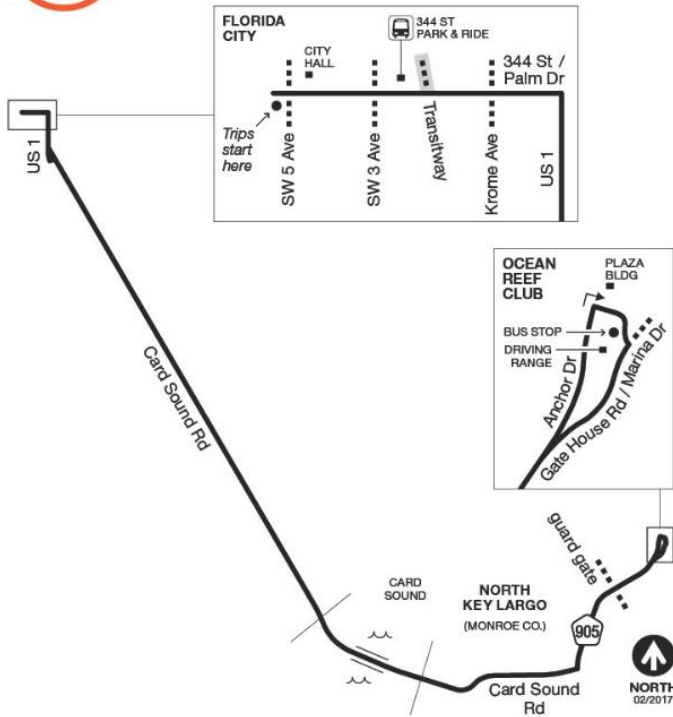 FLORIDA
CITY
CITY
HALL
344 ST
PARK & RIDE
344 St /
Palm Dr
Trips
start
here
SW 5 Ave
SW 3 Ave
Transitway
Krome Ave
US 1
US 1
Card Sound Rd
OCEAN
REEF
CLUB
PLAZA
BLDG
BUS STOP
DRIVING
RANGE
Anchor Dr
Gate House Rd / Marina Dr
guard gate
CARD
SOUND
NORTH
KEY LARGO
(MONROE CO.)
905
Card Sound
Rd
NORTH
02/2017